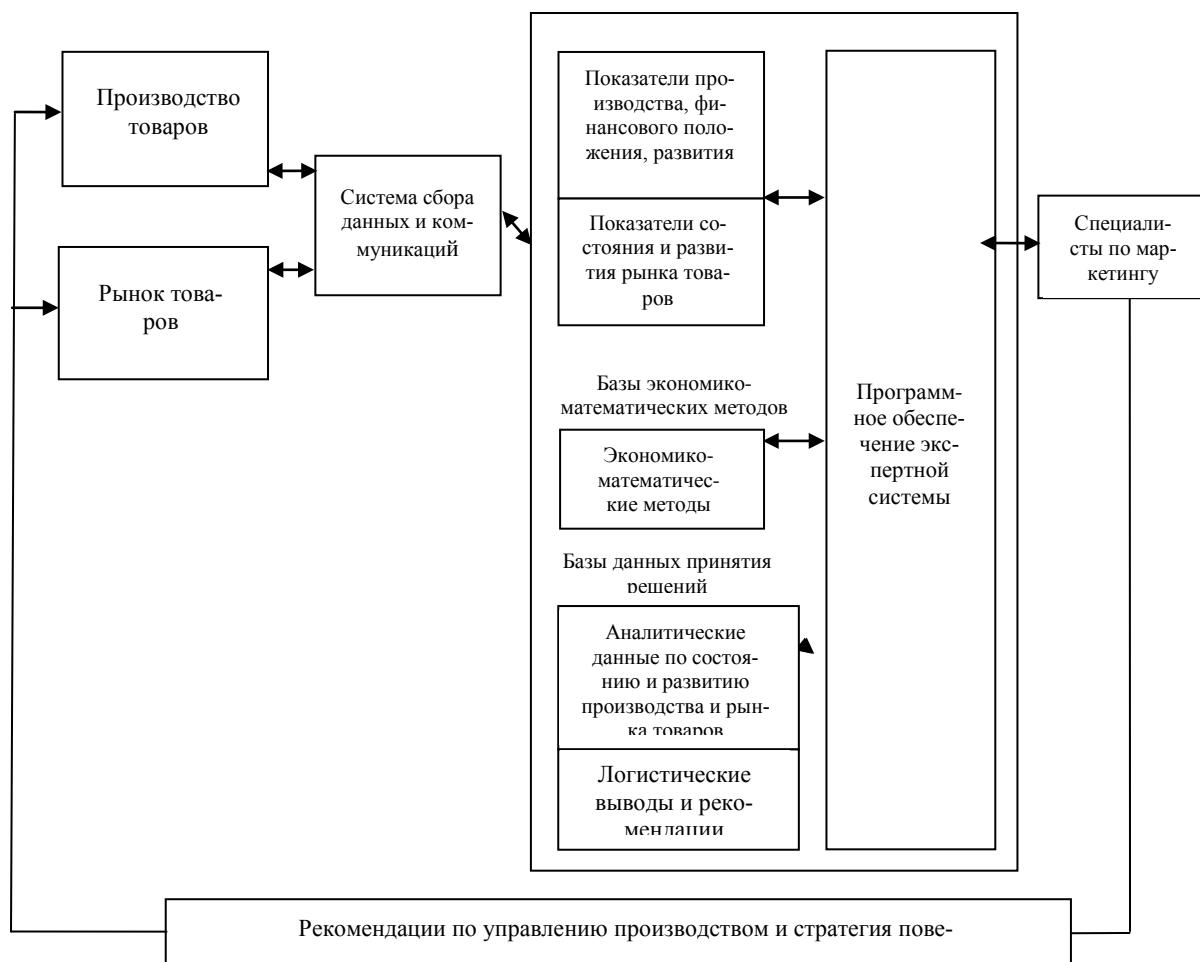 Производство
товаров
Рынок това-
ров
Система сбора
данных и ком-
муникаций
Показатели про-
изводства, фи-
нансового поло-
жения, развития
Показатели со-
стояния и разви-
тия рынка това-
ров
Базы экономико-
математических методов
Экономико-
математичес-
кие методы
Базы данных принятия
решений
Аналитические
данные по состоя-
нию и развитию
производства и рын-
ка товаров
Логистические
выводы и реко-
мендации
Программ-
ное обеспе-
чение экс-
пертной
системы
Специали-
сты по мар-
кетингу
Рекомендации по управлению производством и стратегия пове-